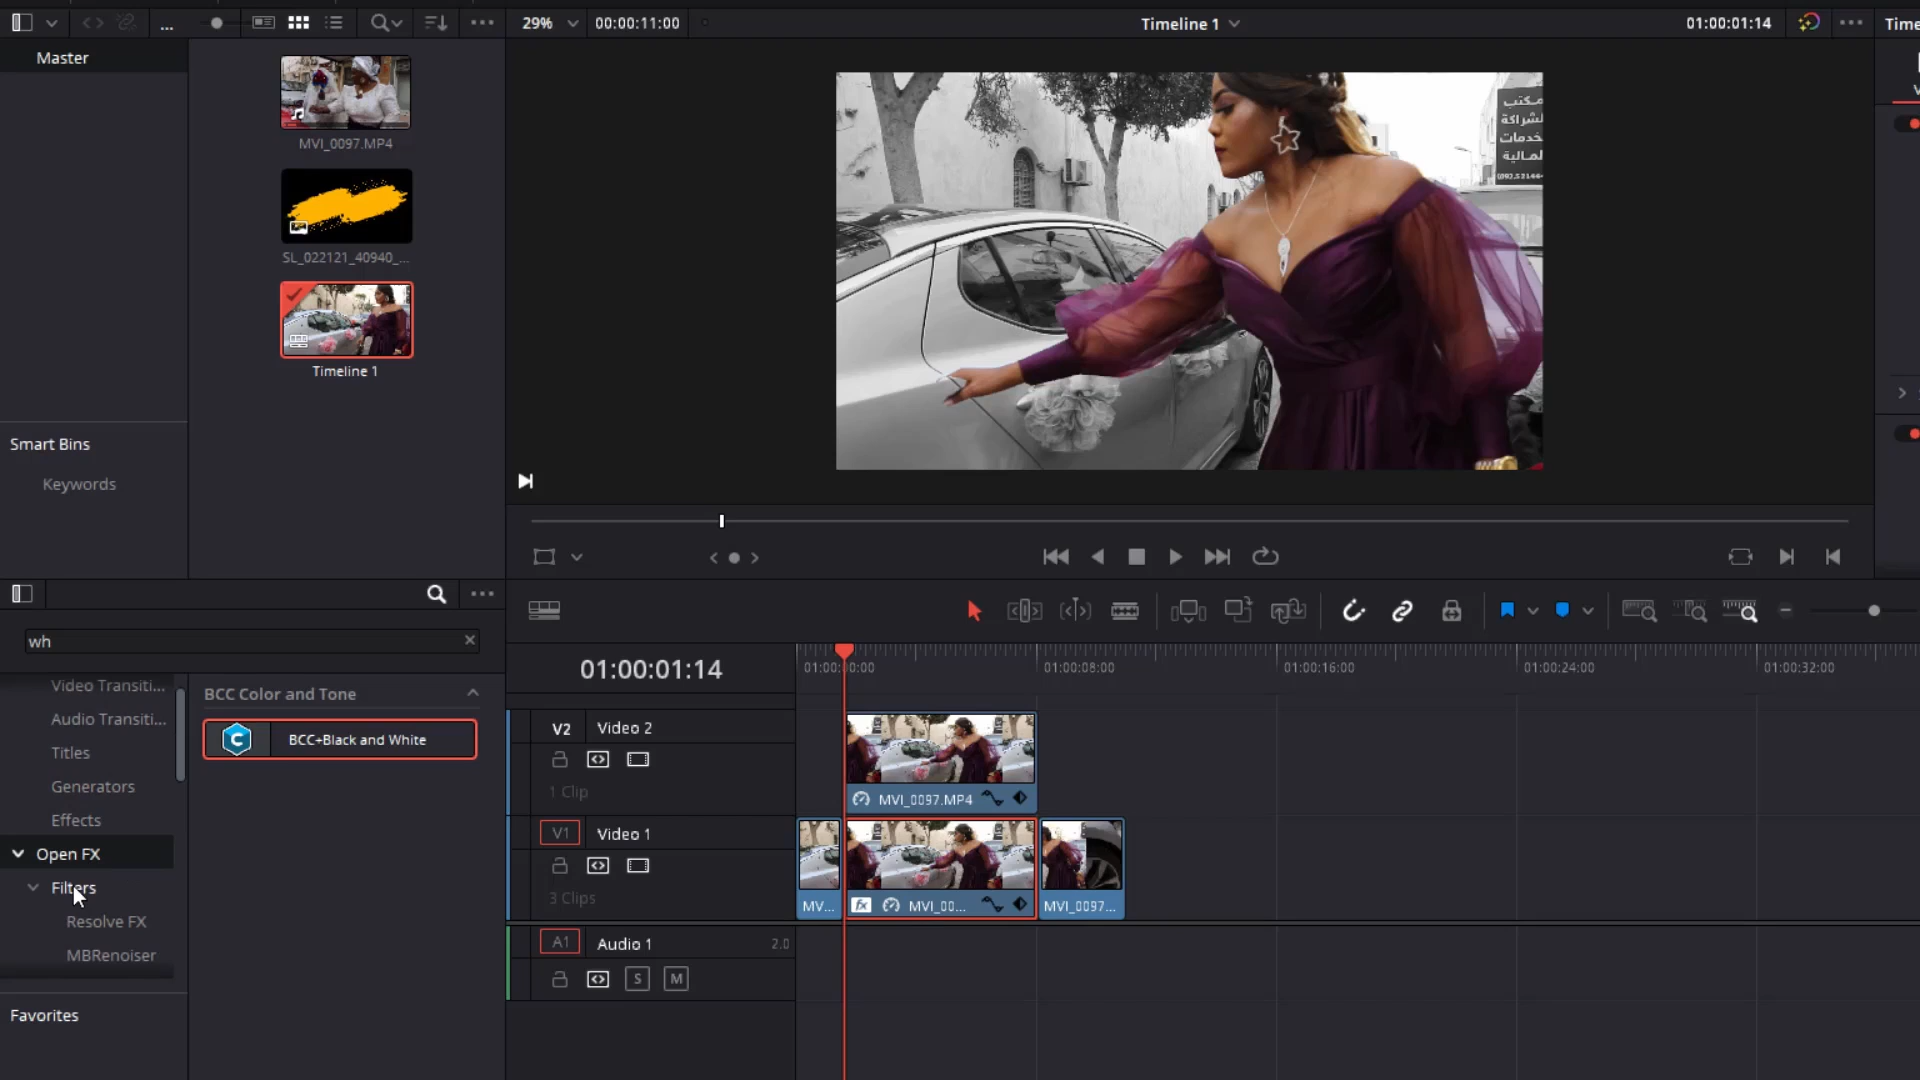 ...
29%
00:00:11:00
Timeline 1
01:00:01:14
Time
Master
MVI_0097.MP4
SL_022121_40940_...
Timeline 1
Smart Bins
Keywords
مكتب
لشراكة
خدمات
المالية
wh
Video Transiti...
Audio Transiti...
Titles
Generators
Effects
Open FX
Filters
Resolve FX
MBRenoiser
Favorites
BCC Color and Tone
C
BCC+Black and White
01:00:01:14
01:00:00:00
01:00:08:00
01:00:16:00
01:00:24:00
01:00:32:00
V2
Video 2
1 Clip
MVI_0097.MP4
V1
Video 1
3 Clips
MV...
fx
MVI_00...
MVI_0097...
A1
Audio 1
2.0
S
M